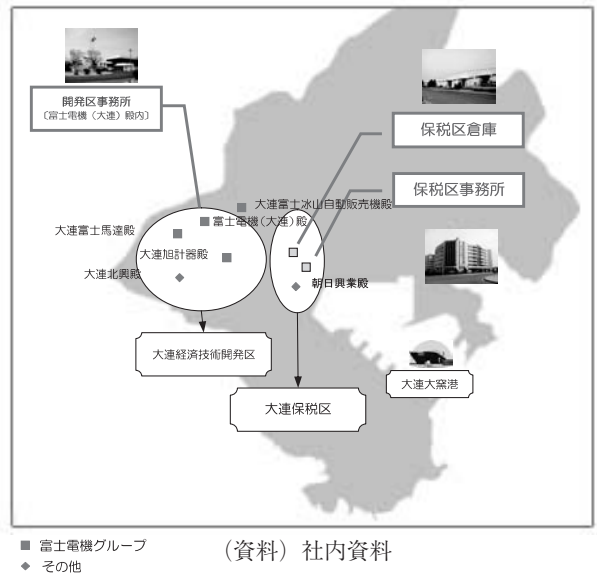 開発区事務所
〔富士電機（大連）殿内〕
保税区倉庫
保税区事務所
大連富士冰山自動販売機殿
富士電機（大連）殿
大連富士馬達殿
大連旭計器殿
大連北興殿
朝日興業殿
大連経済技術開発区
大連大窯港
大連保税区
■ 富士電機グループ
◆ その他
（資料）社内資料